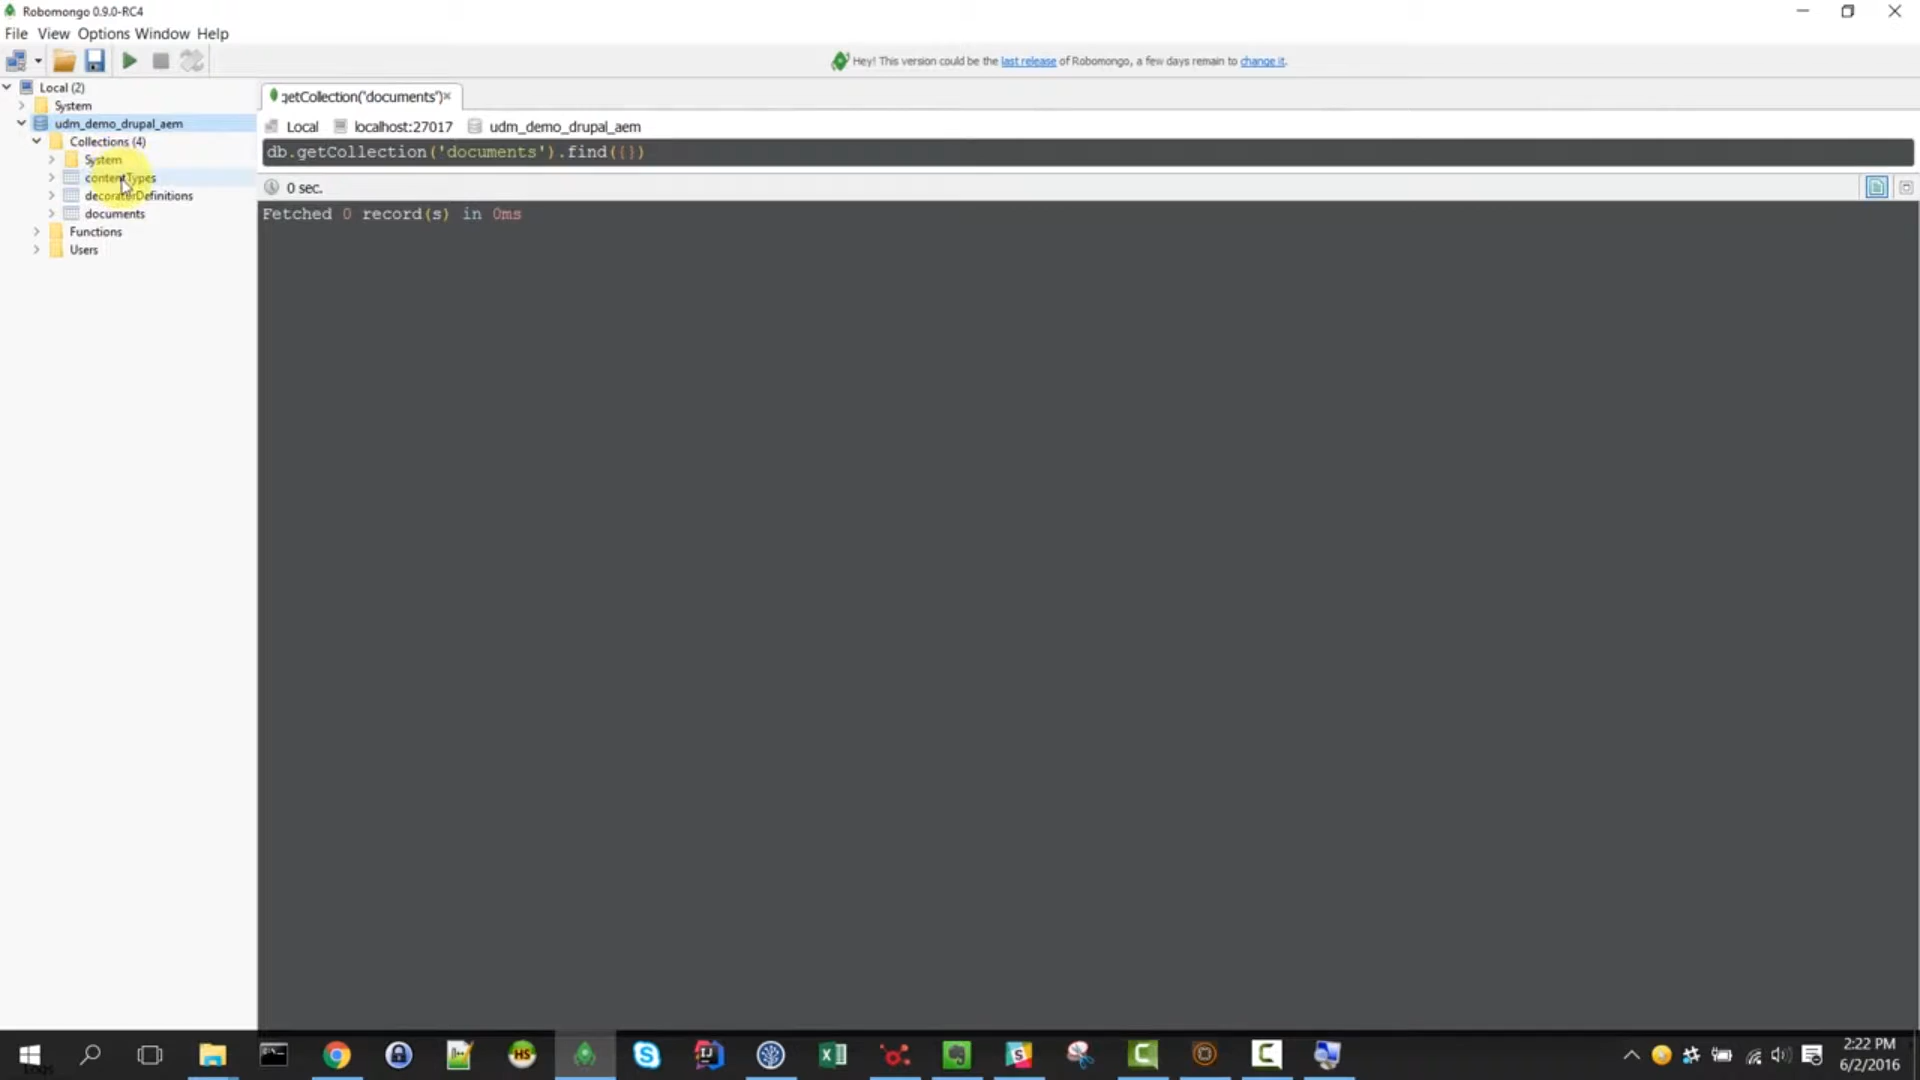 Robomongo 0.9.0-RC4
File View Options Window Help
Hey! This version could be the last release of Robomongo, a few days remain to change it.
Local (2)
System
udm_demo_drupal_aem
Collections (4)
System
contentTypes
decoratorDefinitions
documents
Functions
Users
getCollection('documents')
Local localhost:27017 udm_demo_drupal_aem
db.getCollection('documents').find({})
0 sec.
Fetched 0 record(s) in 0ms
HS
2:22 PM
6/2/2016